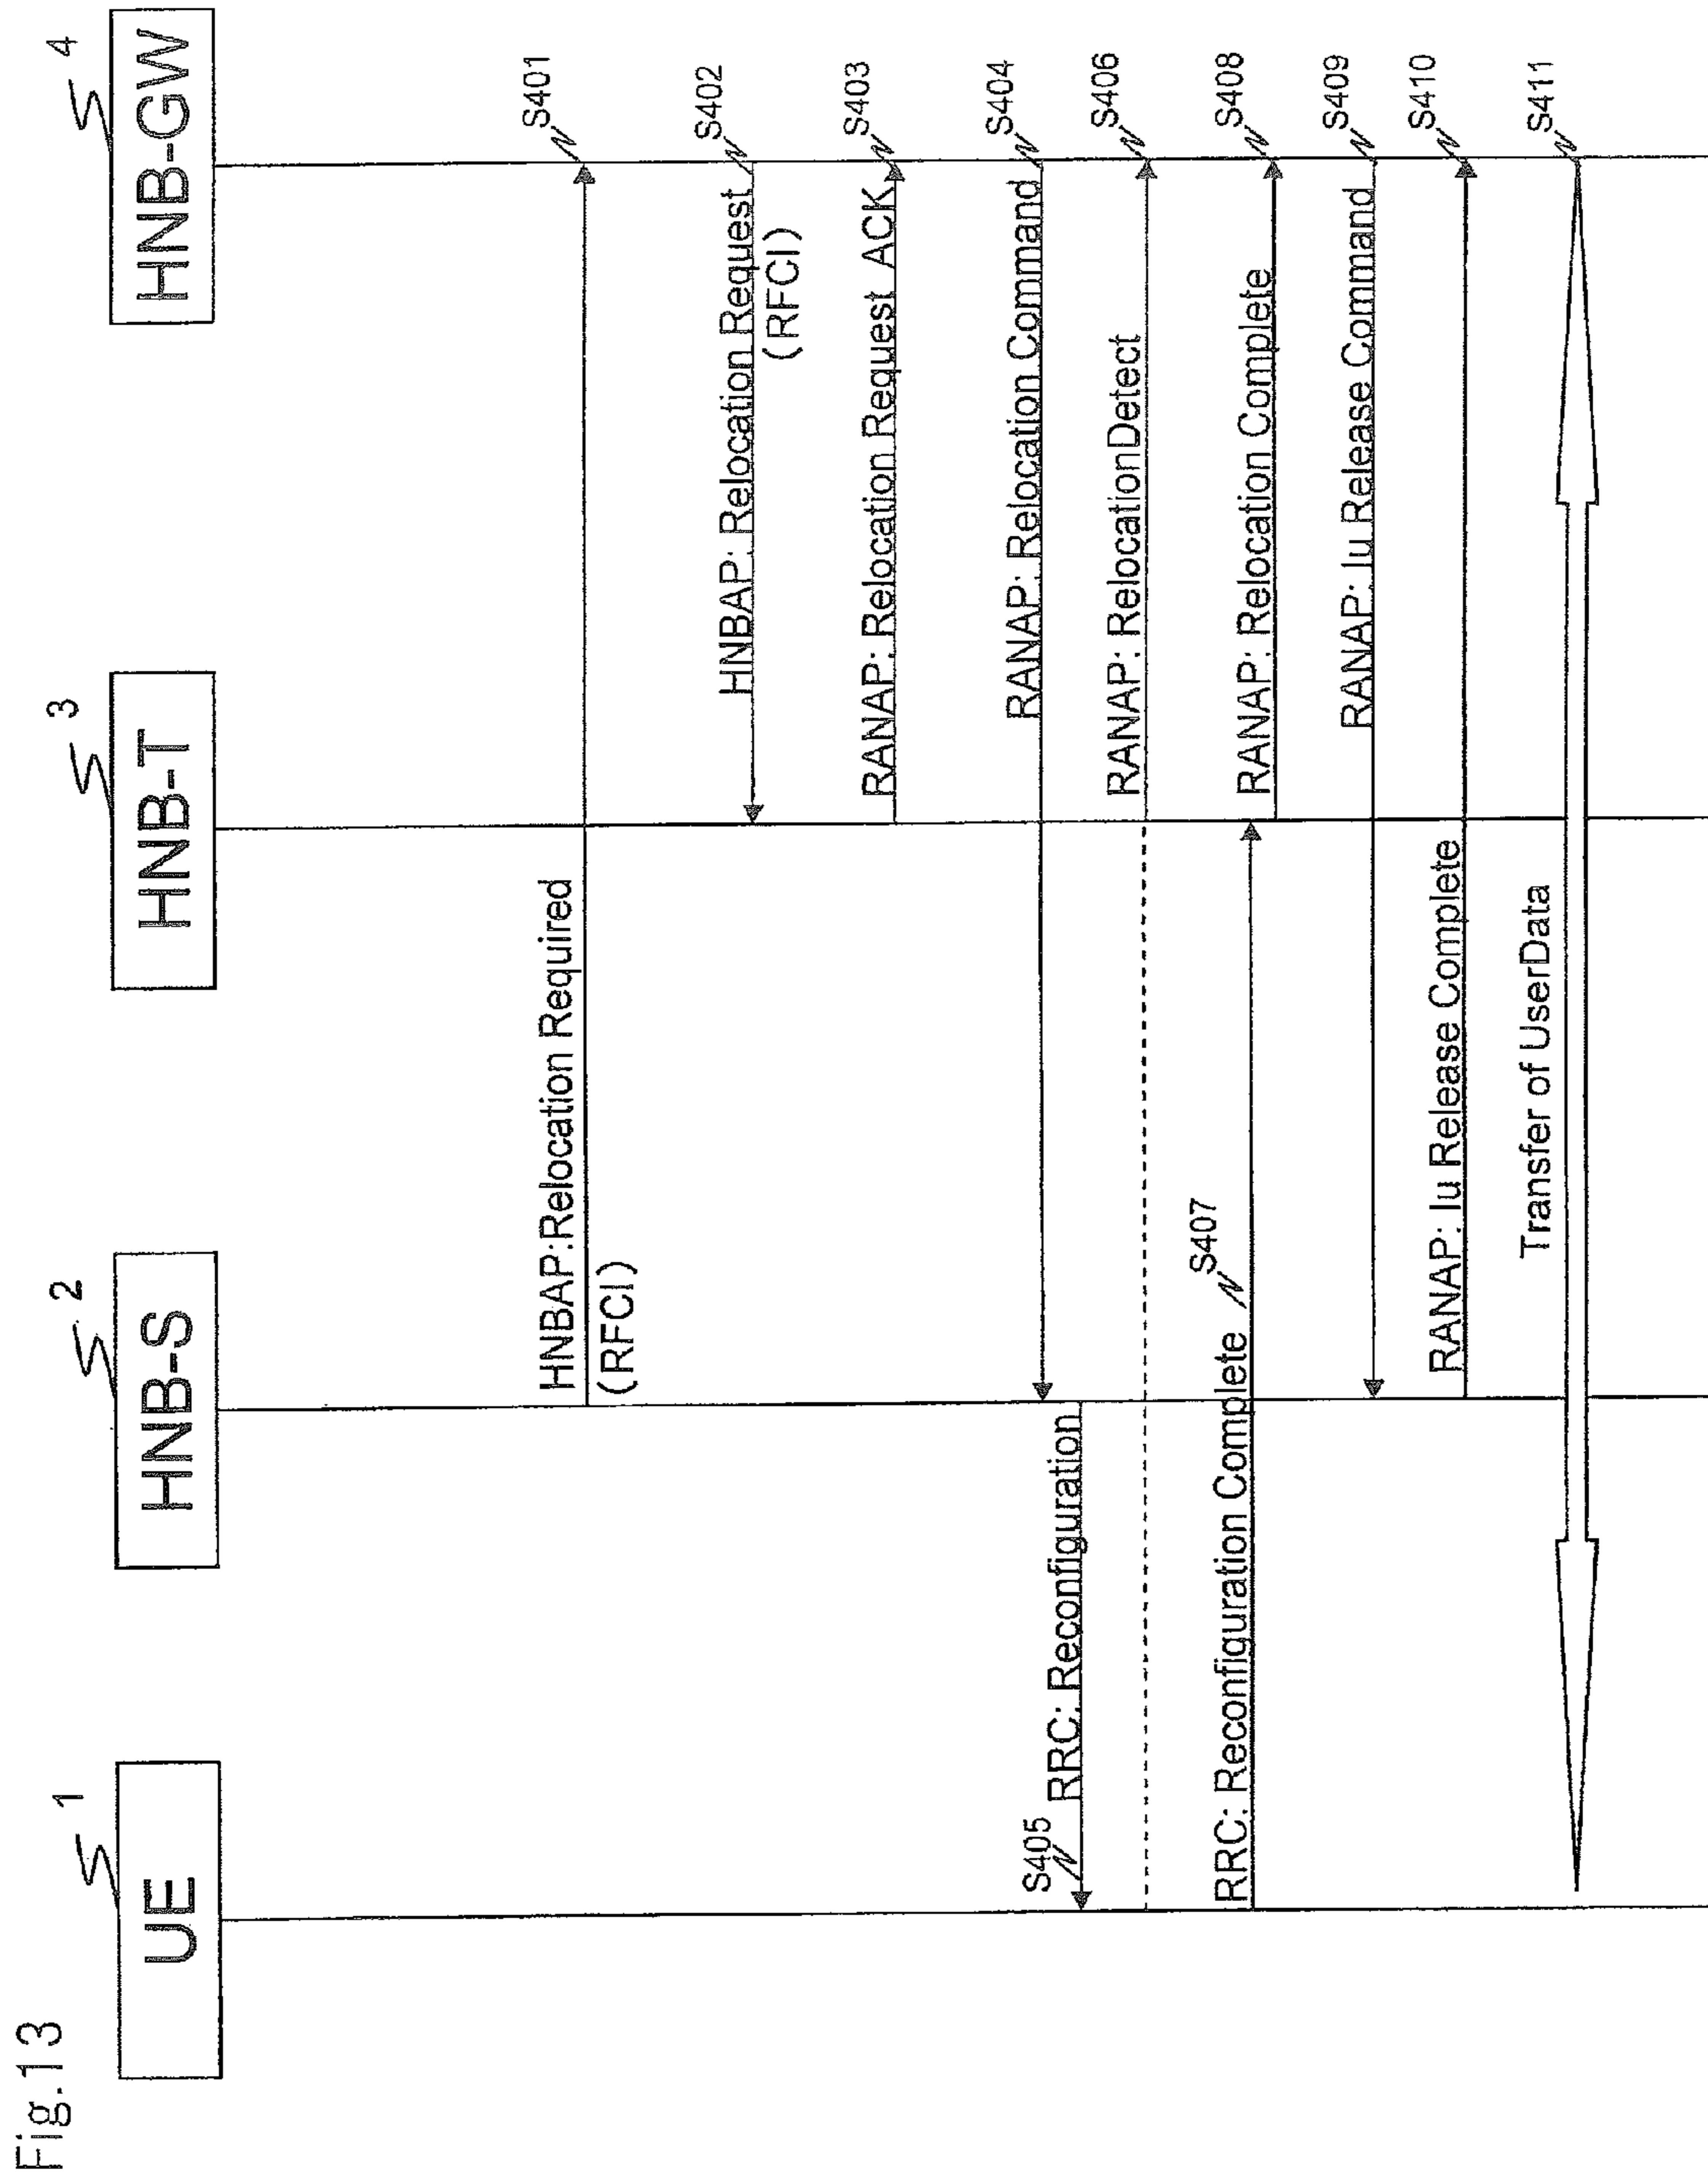 Fig.13
1
UE
2
HNB-S
3
HNB-T
4
HNB-GW
HNBAP:Relocation Required
(RFCI)
S401
HNBAP: Relocation Request
(RFCI)
S402
RANAP: Relocation Request ACK
S403
RANAP: Relocation Command
S404
S405
RRC: Reconfiguration
RANAP: RelocationDetect
S406
RRC: Reconfiguration Complete
S407
RANAP: Relocation Complete
S408
RANAP: Iu Release Command
S409
RANAP: Iu Release Complete
S410
Transfer of UserData
S411